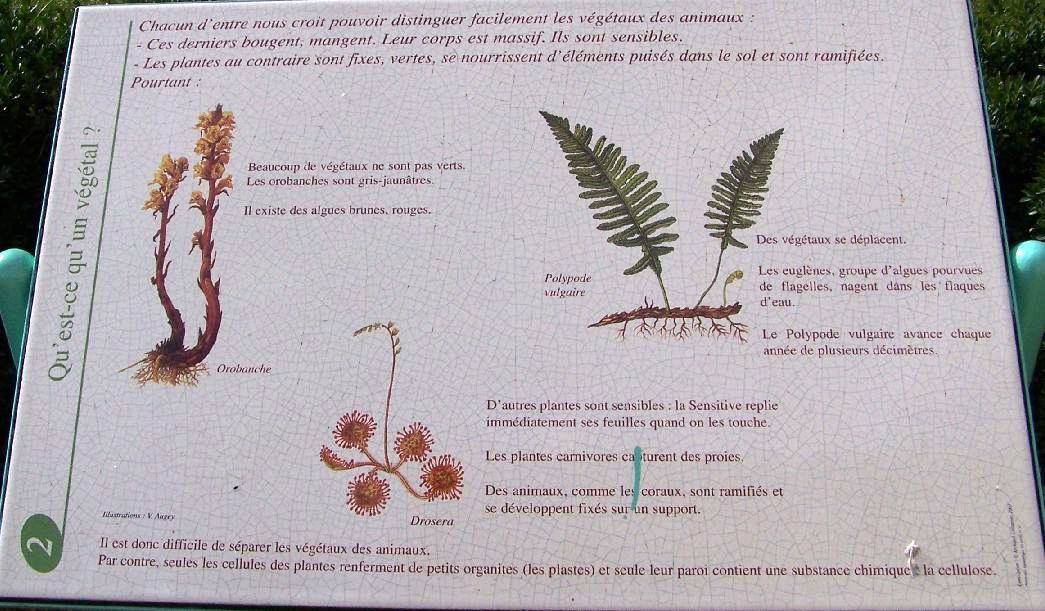 Chacun d'entre nous croit pouvoir distinguer facilement les végétaux des animaux :
- Ces derniers bougent, mangent. Leur corps est massif. Ils sont sensibles.
- Les plantes au contraire sont fixes, vertes, se nourrissent d'éléments puisés dans le sol et sont ramifiées.
Pourtant :
Qu'est-ce qu'un végétal ?
Beaucoup de végétaux ne sont pas verts.
Les orobanches sont gris-jaunâtres.
Il existe des algues brunes, rouges.
Orobanche
Polypode
vulgaire
Des végétaux se déplacent.
Les euglènes, groupe d'algues pourvues
de flagelles, nagent dans les flaques
d'eau.
Le Polypode vulgaire avance chaque
année de plusieurs décimètres.
D'autres plantes sont sensibles : la Sensitive replie
immédiatement ses feuilles quand on les touche.
Les plantes carnivores capturent des proies.
Des animaux, comme les coraux, sont ramifiés et
se développent fixés sur un support.
Drosera
Illustrations : V. Augey
2
Il est donc difficile de séparer les végétaux des animaux.
Par contre, seules les cellules des plantes renferment de petits organites (les plastes) et seule leur paroi contient une substance chimique : la cellulose.